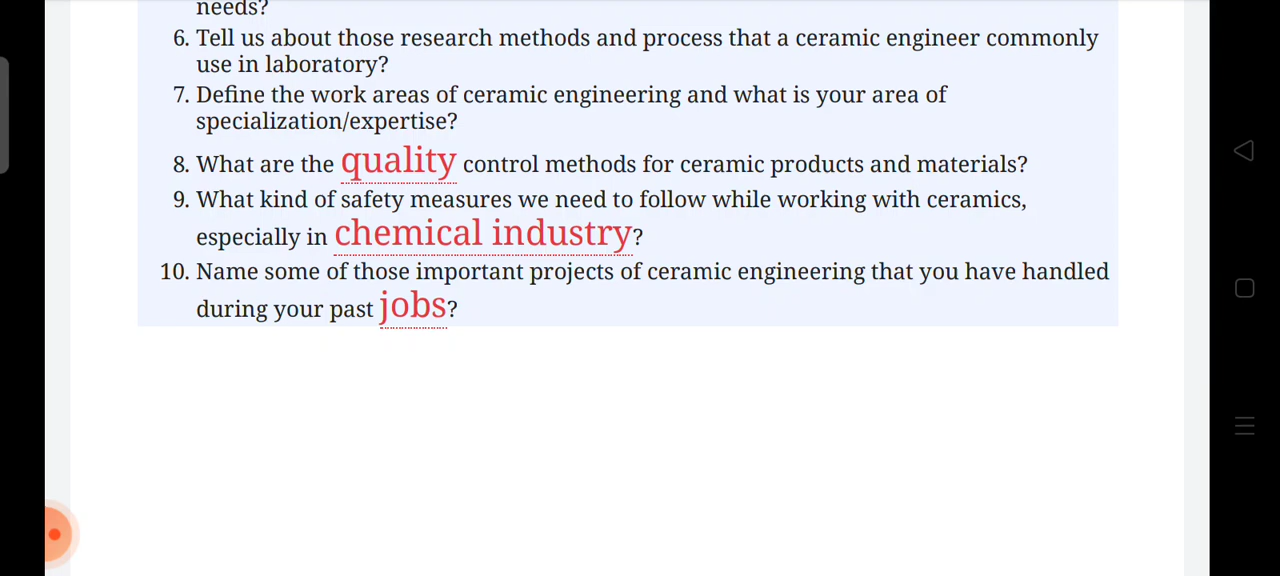 needs?
6. Tell us about those research methods and process that a ceramic engineer commonly
use in laboratory?
7. Define the work areas of ceramic engineering and what is your area of
specialization/expertise?
8. What are the quality control methods for ceramic products and materials?
9. What kind of safety measures we need to follow while working with ceramics,
especially in chemical industry?
10. Name some of those important projects of ceramic engineering that you have handled
during your past jobs?